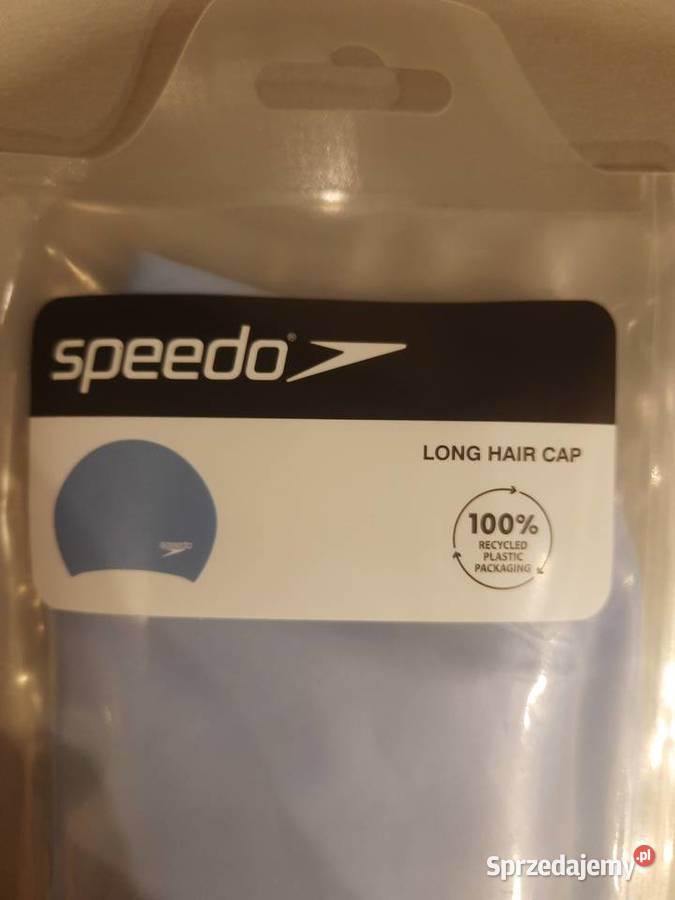 speedo®
LONG HAIR CAP
speedo
100%
RECYCLED
PLASTIC
PACKAGING
Sprzedajemy.pl